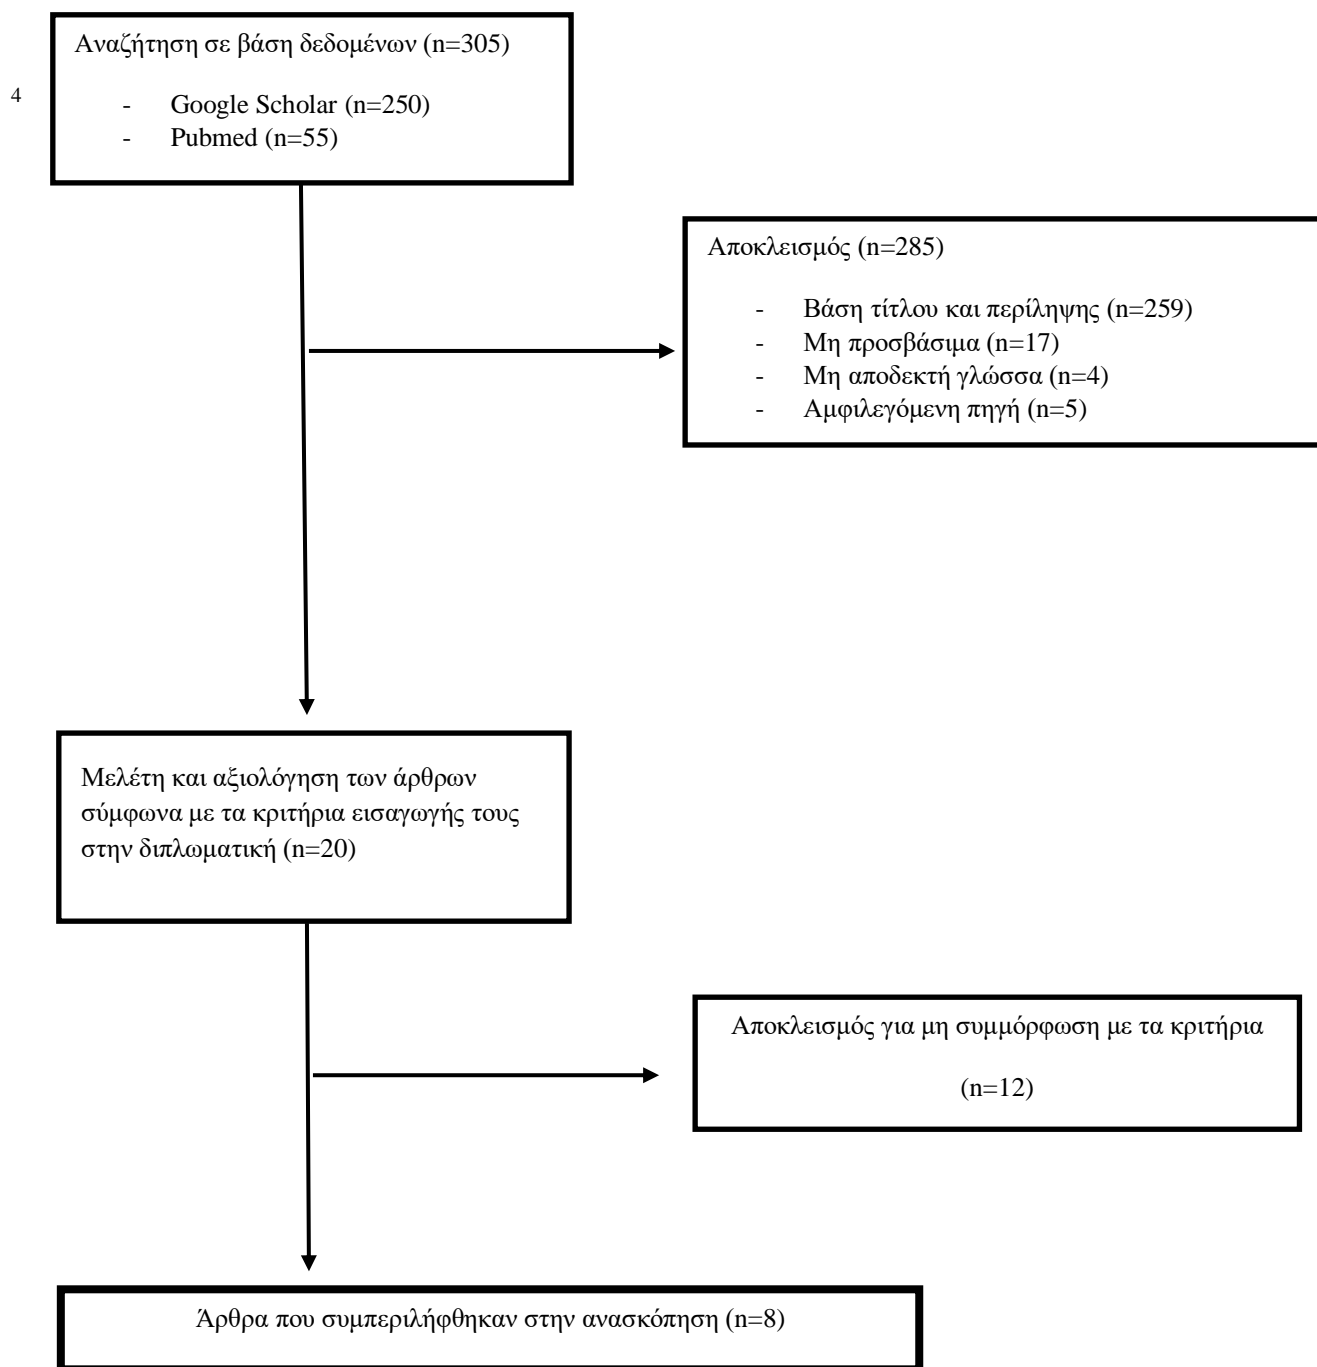 Αναζήτηση σε βάση δεδομένων (n=305)
4
- Google Scholar (n=250)
- Pubmed (n=55)
Αποκλεισμός (n=285)
- Βάση τίτλου και περίληψης (n=259)
- Μη προσβάσιμα (n=17)
- Μη αποδεκτή γλώσσα (n=4)
- Αμφιλεγόμενη πηγή (n=5)
Μελέτη και αξιολόγηση των άρθρων
σύμφωνα με τα κριτήρια εισαγωγής τους
στην διπλωματική (n=20)
Αποκλεισμός για μη συμμόρφωση με τα κριτήρια
(n=12)
Άρθρα που συμπεριλήφθηκαν στην ανασκόπηση (n=8)